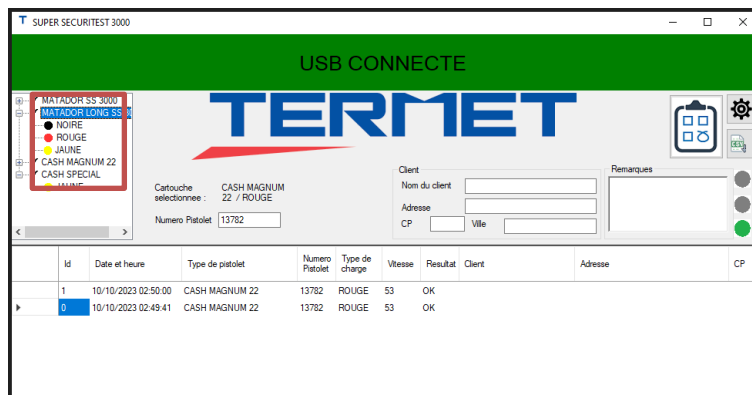 SUPER SECURITEST 3000
USB CONNECTE
MATADOR SS 3000
MATADOR LONG SS
NOIRE
ROUGE
JAUNE
CASH MAGNUM 22
CASH SPECIAL
JAUNE
TERMET
CSV
Cartouche selectionnee : CASH MAGNUM 22 / ROUGE
Numero Pistolet 13782
Client
Nom du client
Adresse
CP Ville
Remarques
Id Date et heure Type de pistolet Numero Pistolet Type de charge Vitesse Resultat Client Adresse CP
1 10/10/2023 02:50:00 CASH MAGNUM 22 13782 ROUGE 53 OK
0 10/10/2023 02:49:41 CASH MAGNUM 22 13782 ROUGE 53 OK